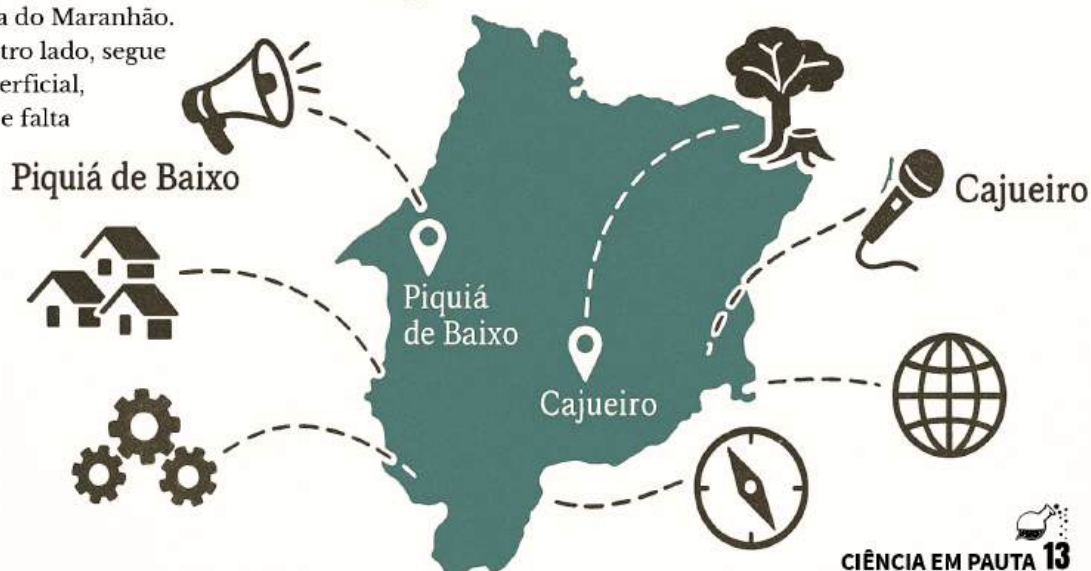 a do Maranhão.
tro lado, segue
erficial,
e falta
Piquiá de Baixo
Cajueiro
Piquiá
de Baixo
Cajueiro
CIÊNCIA EM PAUTA 13